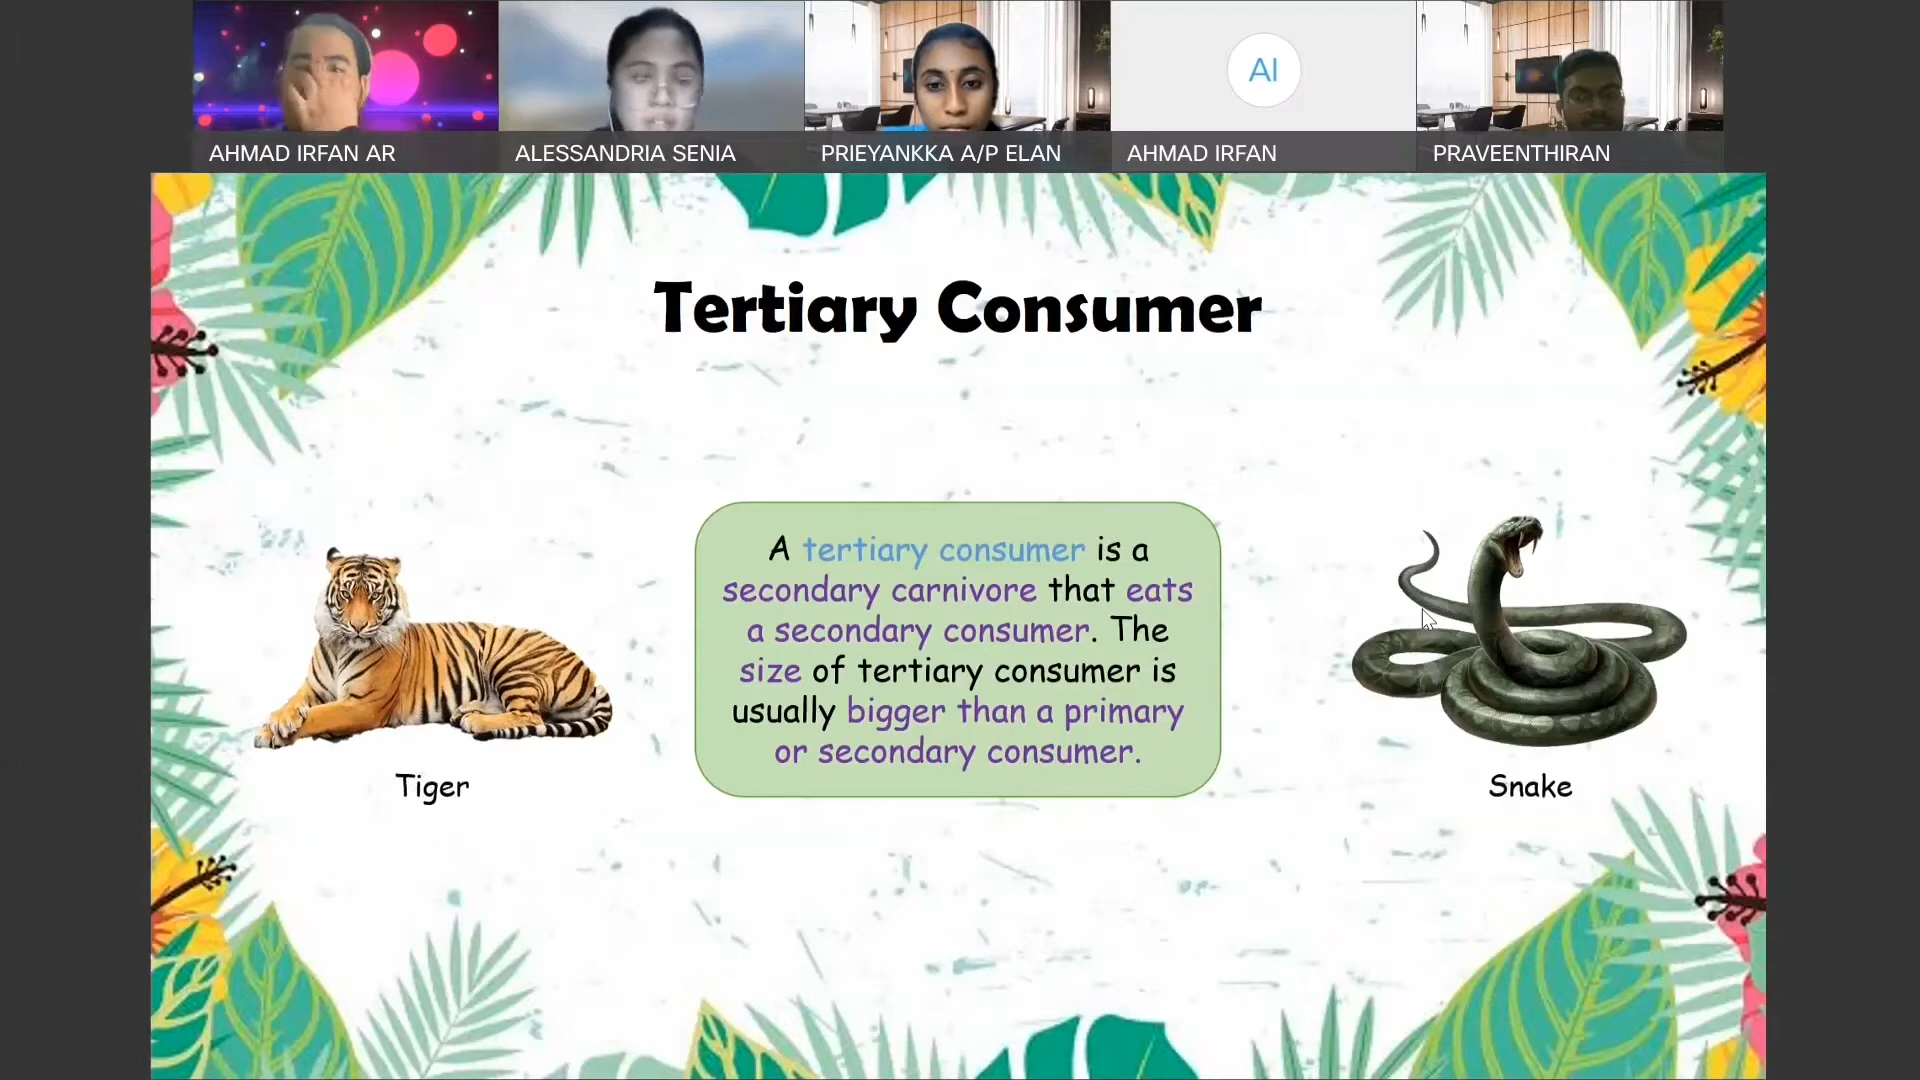 AHMAD IRFAN AR
ALESSANDRIA SENIA
PRIEYANKKA A/P ELAN
AI
AHMAD IRFAN
PRAVEENTHIRAN
Tertiary Consumer
A tertiary consumer is a
secondary carnivore that eats
a secondary consumer. The
size of tertiary consumer is
usually bigger than a primary
or secondary consumer.
Tiger
Snake